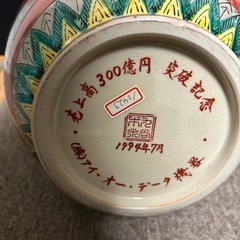 売上高300億円 突破記念
1994年7月
(株)アイ・オー・データ機器